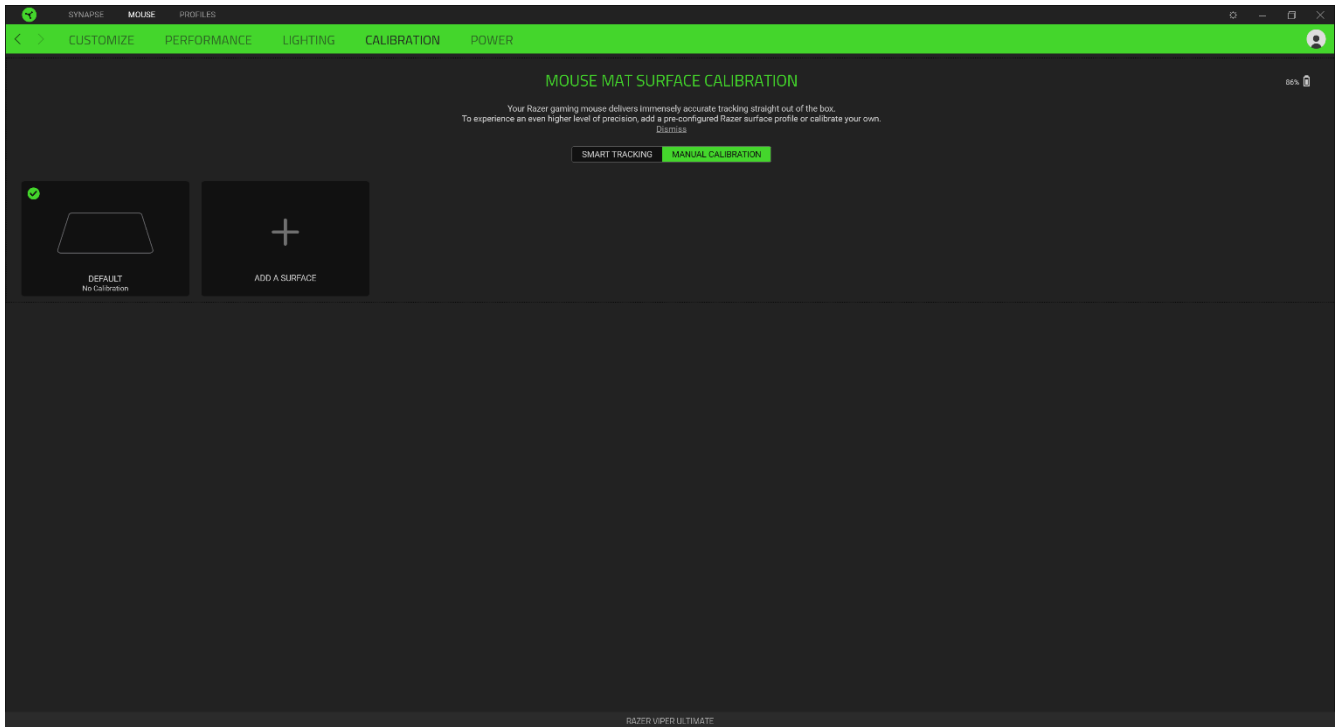 SYNAPSE MOUSE PROFILES
CUSTOMIZE PERFORMANCE LIGHTING CALIBRATION POWER
MOUSE MAT SURFACE CALIBRATION
86%
Your Razer gaming mouse delivers immensely accurate tracking straight out of the box.
To experience an even higher level of precision, add a pre-configured Razer surface profile or calibrate your own.
Dismiss
SMART TRACKING MANUAL CALIBRATION
DEFAULT
No Calibration
ADD A SURFACE
RAZER VIPER ULTIMATE